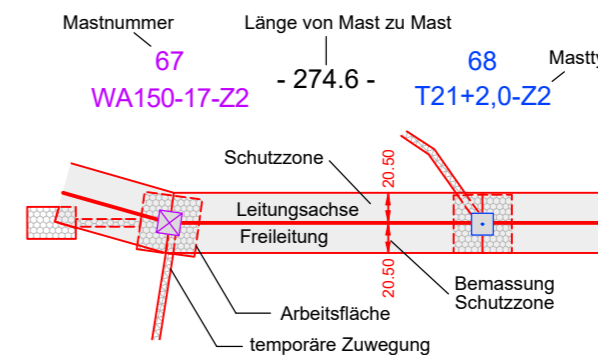 Mastnummer
Länge von Mast zu Mast
67
- 274.6 -
68
Mastty
WA150-17-Z2
T21+2,0-Z2
Schutzzone
20.50
Leitungsachse
Freileitung
20.50
Bemassung
Schutzzone
Arbeitsfläche
temporäre Zuwegung